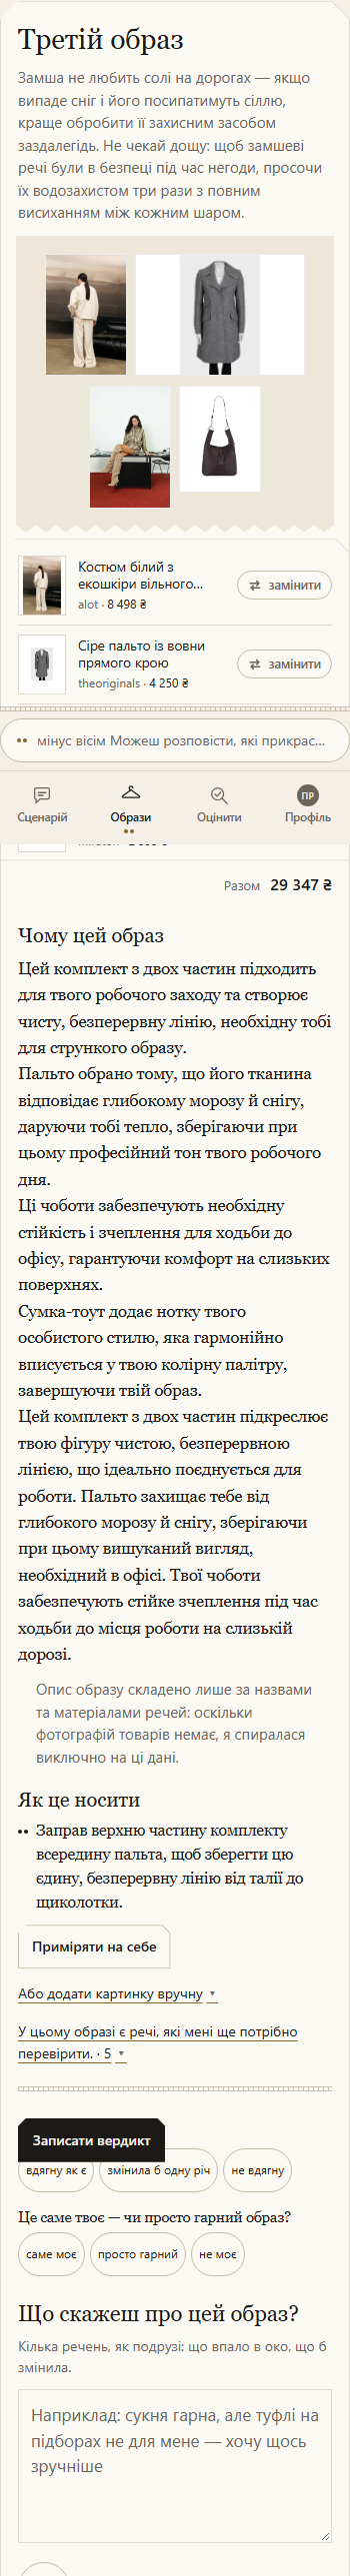 Третій образ
Замша не любить солі на дорогах — якщо
випаде сніг і його посипатимуть сіллю,
краще обробити її захисним засобом
заздалегідь. Не чекай дощу: щоб замшеві
речі були в безпеці під час негоди, просочи
їх водозахистом три рази з повним
висиханням між кожним шаром.
Костюм білий з
екошкіри вільного...
alot · 8 498 ₴
замінити
Сіре пальто із вовни
прямого крою
theoriginals · 4 250 ₴
замінити
мінус вісім Можеш розповісти, які прикрас...
Сценарій
Образи
Оцінити
ПР
Профіль
Разом 29 347 ₴
Чому цей образ
Цей комплект з двох частин підходить
для твого робочого заходу та створює
чисту, безперервну лінію, необхідну тобі
для стрункого образу.
Пальто обрано тому, що його тканина
відповідає глибокому морозу й снігу,
даруючи тобі тепло, зберігаючи при
цьому професійний тон твого робочого
дня.
Ці чоботи забезпечують необхідну
стійкість і зчеплення для ходьби до
офісу, гарантуючи комфорт на слизьких
поверхнях.
Сумка-тоут додає нотку твого
особистого стилю, яка гармонійно
вписується у твою колірну палітру,
завершуючи твій образ.
Цей комплект з двох частин підкреслює
твою фігуру чистою, безперервною
лінією, що ідеально поєднується для
роботи. Пальто захищає тебе від
глибокого морозу й снігу, зберігаючи
при цьому вишуканий вигляд,
необхідний в офісі. Твої чоботи
забезпечують стійке зчеплення під час
ходьби до місця роботи на слизькій
дорозі.
Опис образу складено лише за назвами
та матеріалами речей: оскільки
фотографій товарів немає, я спиралася
виключно на ці дані.
Як це носити
Заправ верхню частину комплекту
всередину пальта, щоб зберегти цю
єдину, безперервну лінію від талії до
щиколотки.
Приміряти на себе
Або додати картинку вручну
У цьому образі є речі, які мені ще потрібно
перевірити. · 5
Записати вердикт
вдягну як є
змінила б одну річ
не вдягну
Це саме твоє — чи просто гарний образ?
саме моє
просто гарний
не моє
Що скажеш про цей образ?
Кілька речень, як подрузі: що впало в око, що б
змінила.
Наприклад: сукня гарна, але туфлі на
підборах не для мене — хочу щось
зручніше